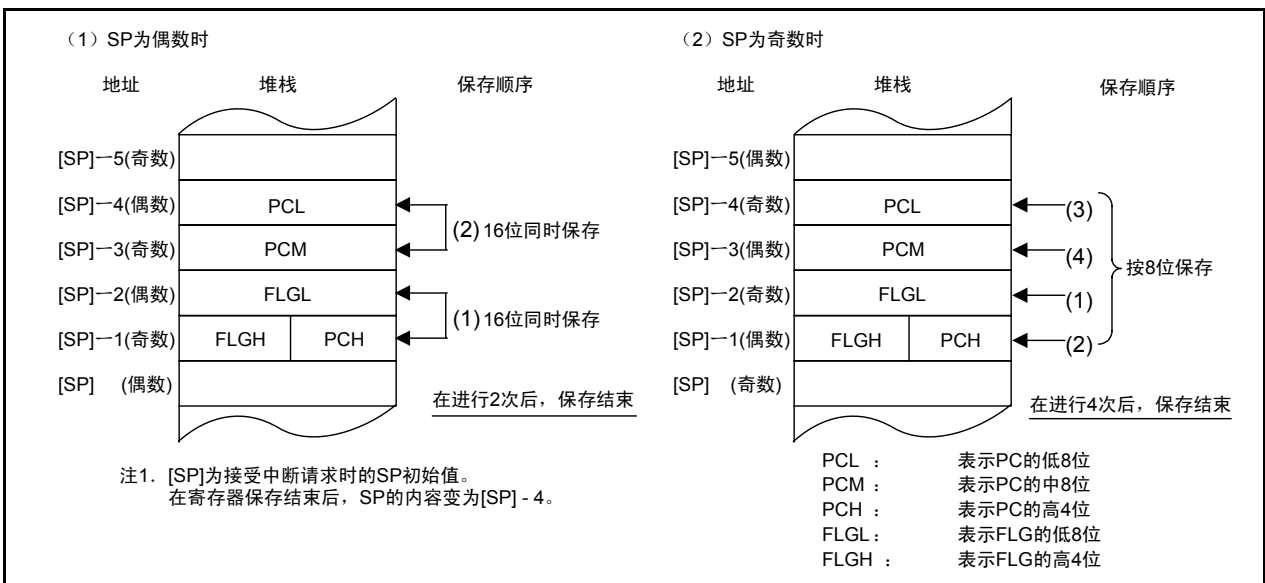 （1）SP为偶数时
地址 堆栈 保存顺序
[SP]一5(奇数)
[SP]一4(偶数) PCL
(2) 16位同时保存
[SP]一3(奇数) PCM
[SP]一2(偶数) FLGL
(1) 16位同时保存
[SP]一1(奇数) FLGH PCH
[SP] (偶数)
在进行2次后，保存结束
（2）SP为奇数时
地址 堆栈 保存顺序
[SP]一5(偶数)
[SP]一4(奇数) PCL (3)
[SP]一3(偶数) PCM (4)
按8位保存
[SP]一2(奇数) FLGL (1)
[SP]一1(偶数) FLGH PCH (2)
[SP] (奇数)
在进行4次后，保存结束
注1. [SP]为接受中断请求时的SP初始值。
在寄存器保存结束后，SP的内容变为[SP] - 4。
PCL ： 表示PC的低8位
PCM ： 表示PC的中8位
PCH ： 表示PC的高4位
FLGL： 表示FLG的低8位
FLGH ： 表示FLG的高4位